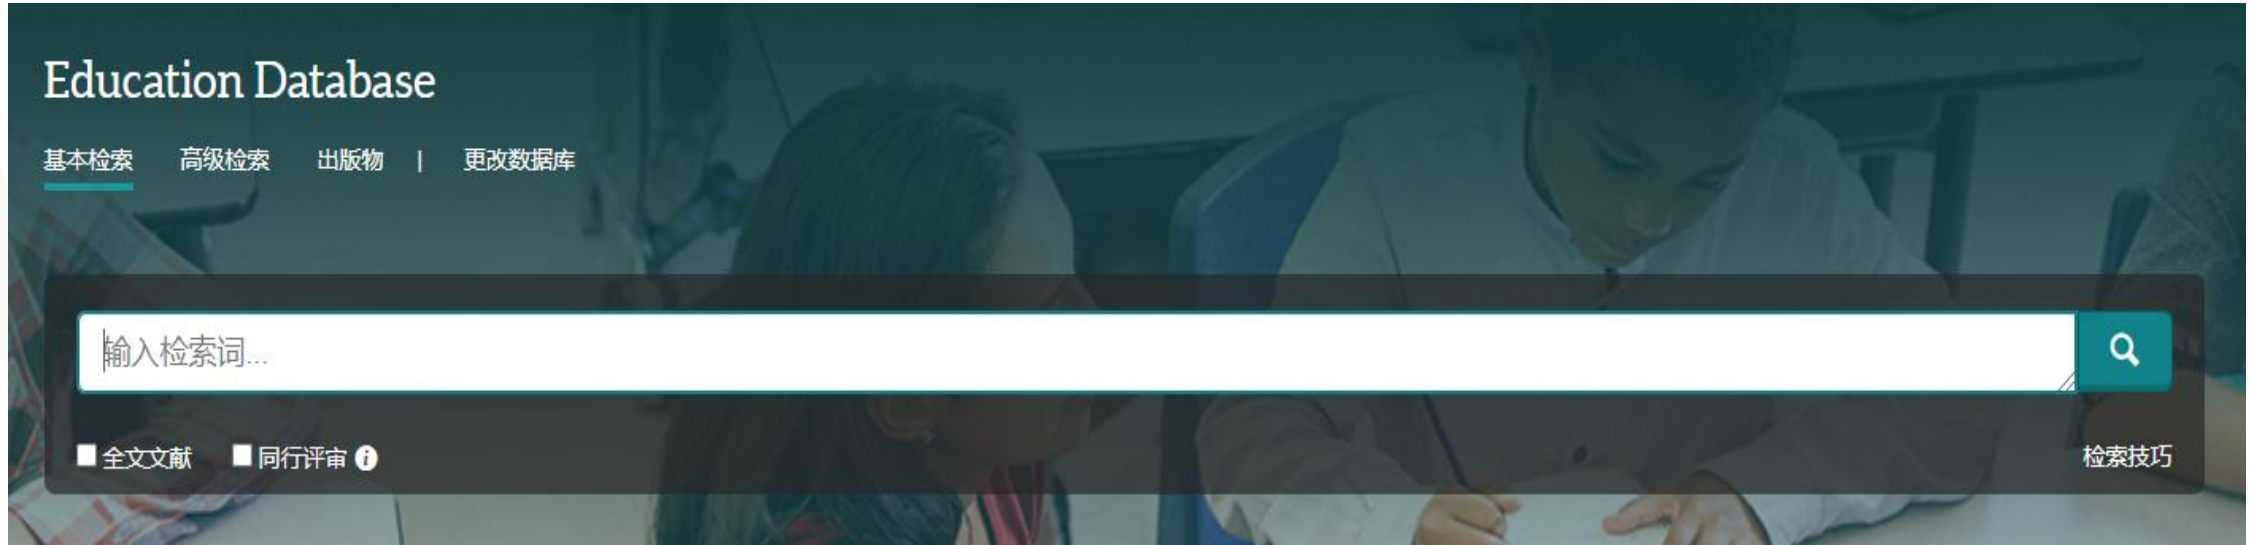 Education Database
基本检索 高级检索 出版物 | 更改数据库
输入检索词...
全文文献 同行评审 i 检索技巧